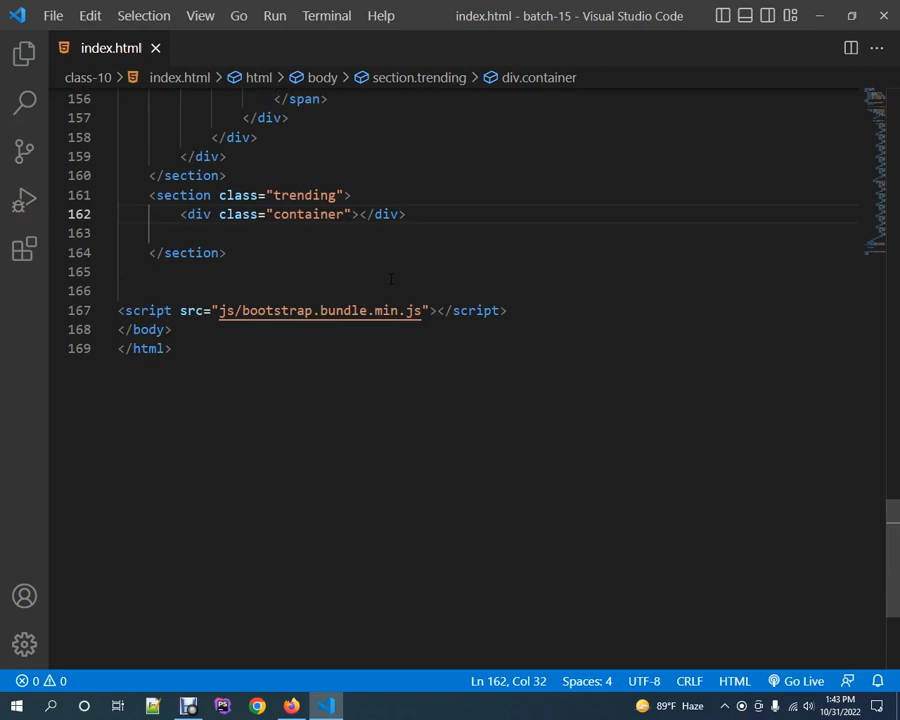 File Edit Selection View Go Run Terminal Help index.html - batch-15 - Visual Studio Code
index.html
class-10 index.html html body section.trending div.container
156 </span>
157 </div>
158 </div>
159 </div>
160 </section>
161 <section class="trending">
162 <div class="container"></div>
163
164 </section>
165
166
167 <script src="js/bootstrap.bundle.min.js"></script>
168 </body>
169 </html>
0 0 Ln 162, Col 32 Spaces: 4 UTF-8 CRLF HTML Go Live
PS 89°F Haze 1:43 PM
10/31/2022